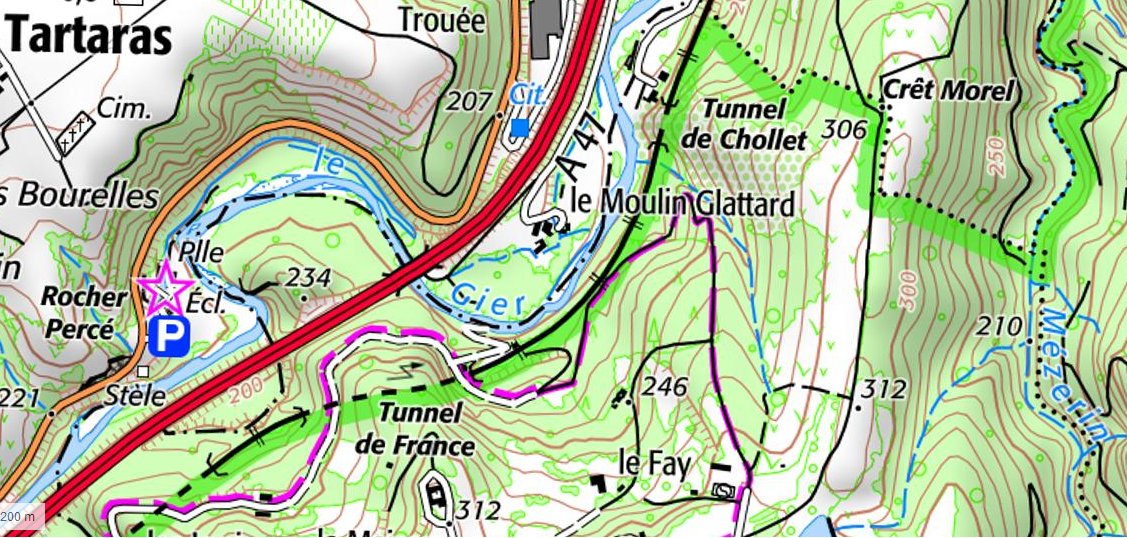 Trouée
Tartaras
Cit.
207
Cim.
Crêt Morel
Tunnel
de Chollet
306
A 47
250
le
s Bourelles
le Moulin Glattard
Plle
in
234
Rocher
Percé
Écl.
Gier
300
P
210
Mézerin
Stèle
200
221
246
312
Tunnel
de France
le Fay
312
200 m